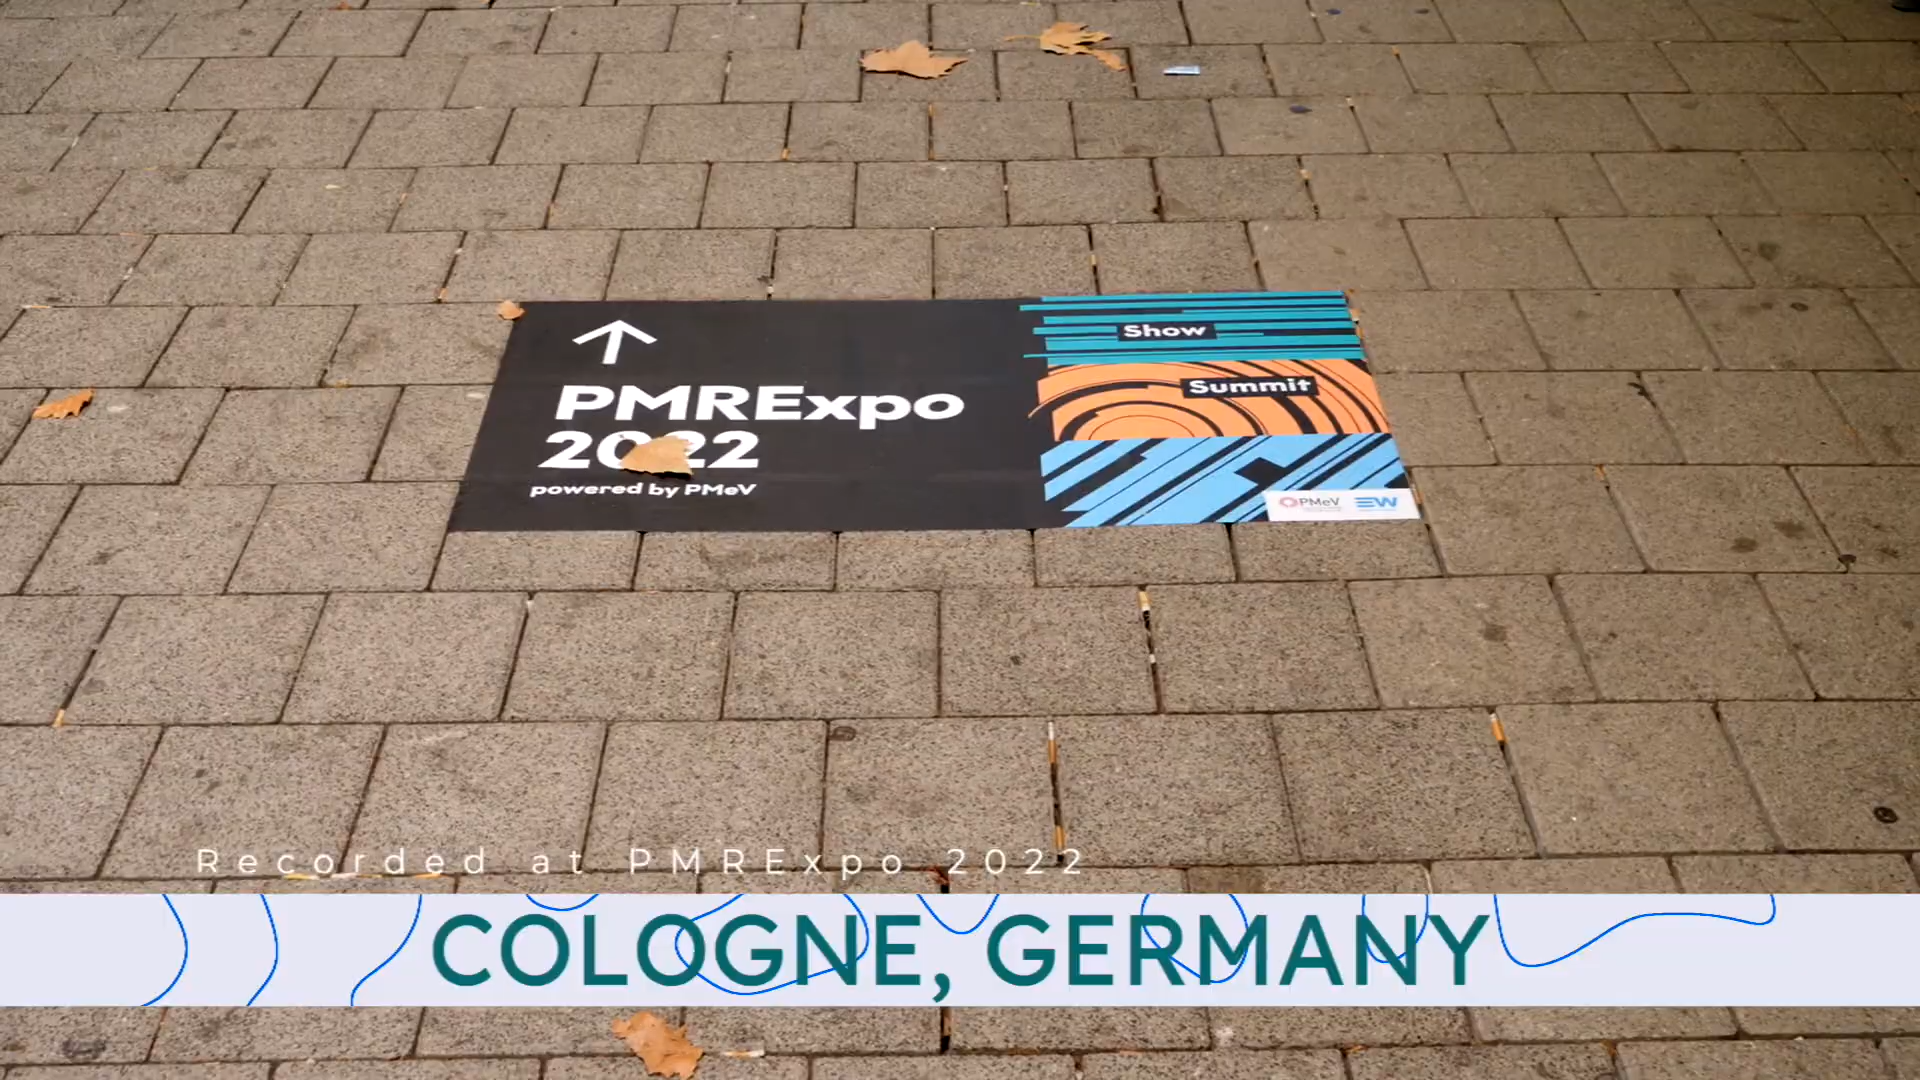 PMRExpo
2022
powered by PMeV
Show
Summit
PMeV EW
Recorded at PMRExpo 2022
COLOGNE, GERMANY